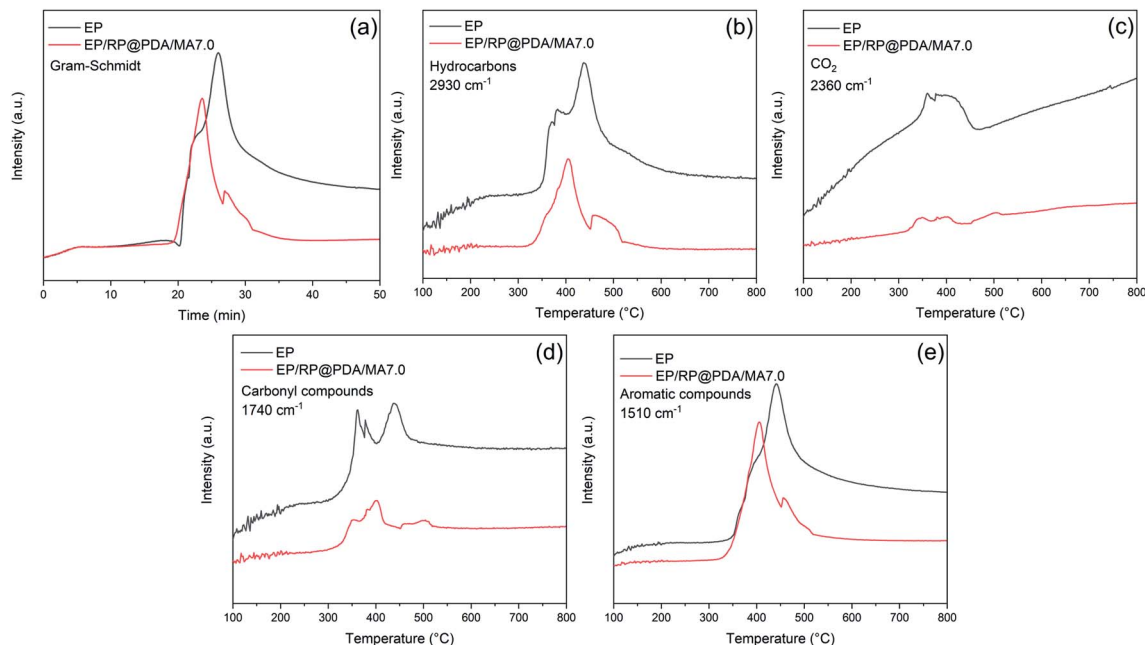 EP
(a)
EP/RP@PDA/MA7.0
Gram-Schmidt
Intensity (a.u.)
0 10 20 30 40 50
Time (min)
EP
(b)
EP/RP@PDA/MA7.0
Hydrocarbons
2930 cm⁻¹
Intensity (a.u.)
100 200 300 400 500 600 700 800
Temperature (°C)
EP
(c)
EP/RP@PDA/MA7.0
CO₂
2360 cm⁻¹
Intensity (a.u.)
100 200 300 400 500 600 700 800
Temperature (°C)
EP
(d)
EP/RP@PDA/MA7.0
Carbonyl compounds
1740 cm⁻¹
Intensity (a.u.)
100 200 300 400 500 600 700 800
Temperature (°C)
EP
(e)
EP/RP@PDA/MA7.0
Aromatic compounds
1510 cm⁻¹
Intensity (a.u.)
100 200 300 400 500 600 700 800
Temperature (°C)